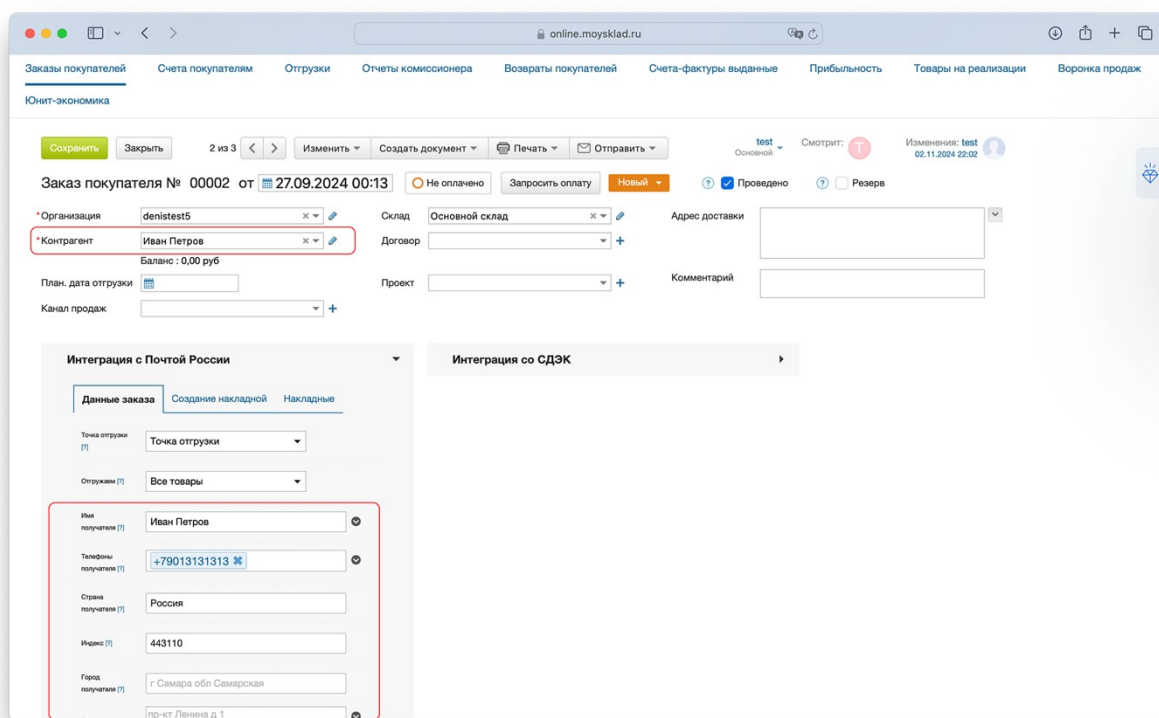 online.moysklad.ru
Заказы покупателей Счета покупателям Отгрузки Отчеты комиссионера Возвраты покупателей Счета-фактуры выданные Прибыльность Товары на реализации Воронка продаж
Юнит-экономика
Сохранить Закрыть 2 из 3 Изменить Создать документ Печать Отправить test Смотрит: T Изменения: test
Основной 02.11.2024 22:02
Заказ покупателя № 00002 от 27.09.2024 00:13 Не оплачено Запросить оплату Новый ? Проведено ? Резерв
*Организация denistest5 Склад Основной склад Адрес доставки
*Контрагент Иван Петров Договор
Баланс : 0,00 руб
План. дата отгрузки Проект Комментарий
Канал продаж
Интеграция с Почтой России Интеграция со СДЭК
Данные заказа Создание накладной Накладные
Точка отгрузки [?] Точка отгрузки
Отгружаем [?] Все товары
Имя получателя [?] Иван Петров
Телефоны получателя [?] +79013131313
Страна получателя [?] Россия
Индекс [?] 443110
Город получателя [?] г Самара обл Самарская
пр-кт Ленина д 1